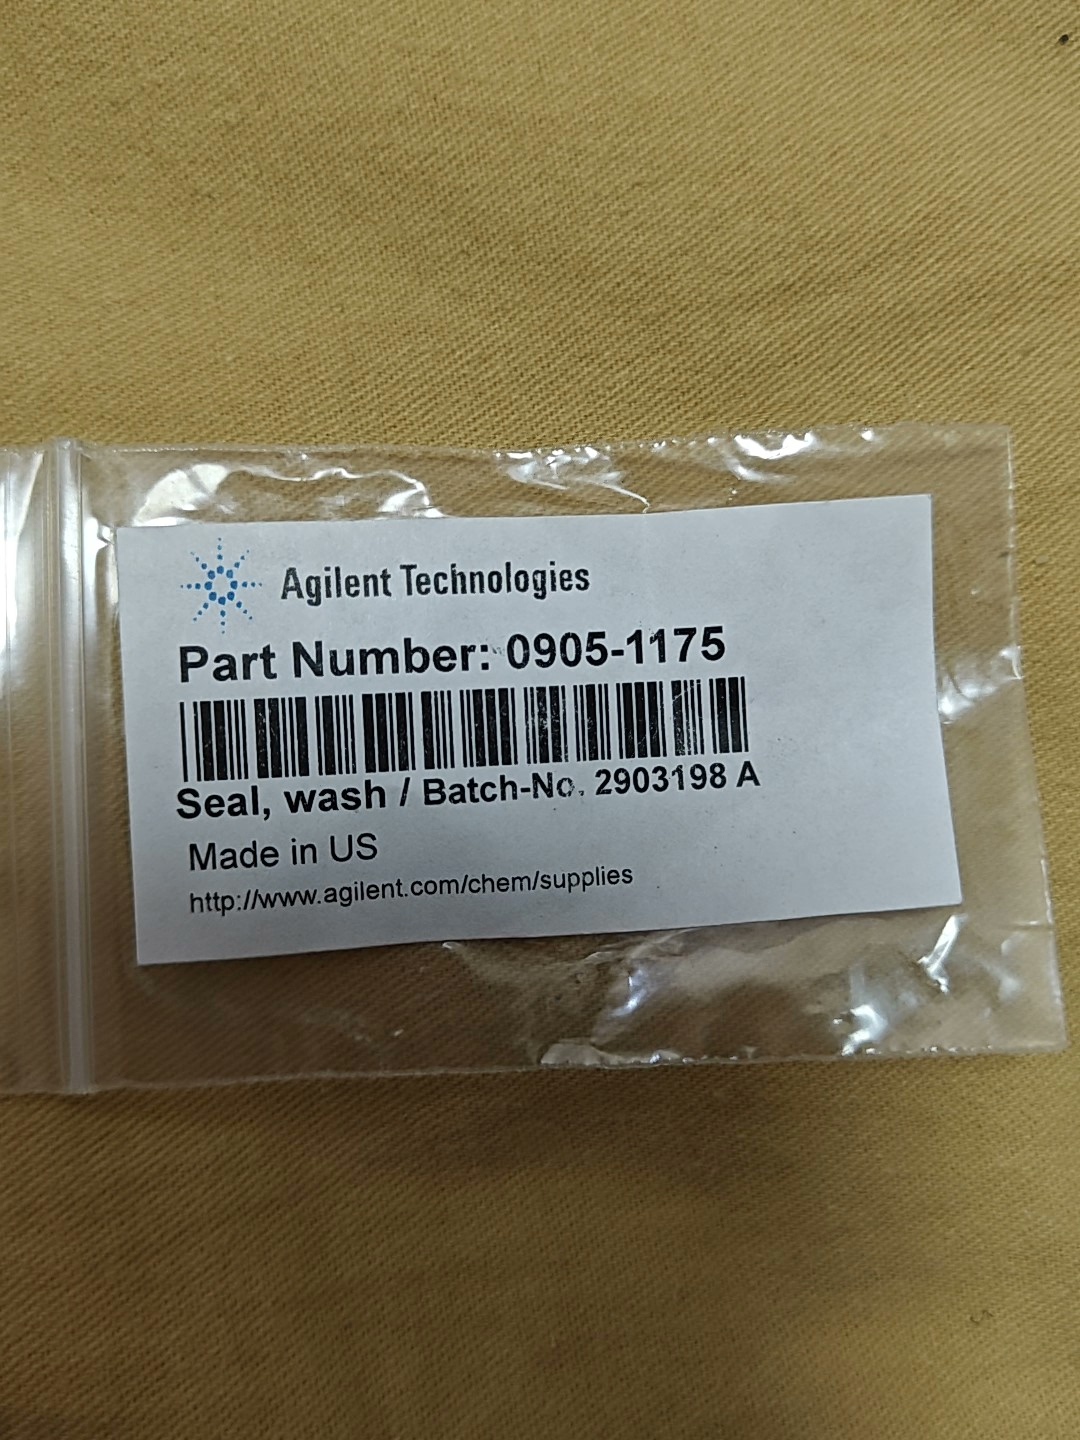 Agilent Technologies
Part Number: 0905-1175
Seal, wash / Batch-No. 2903198 A
Made in US
http://www.agilent.com/chem/supplies